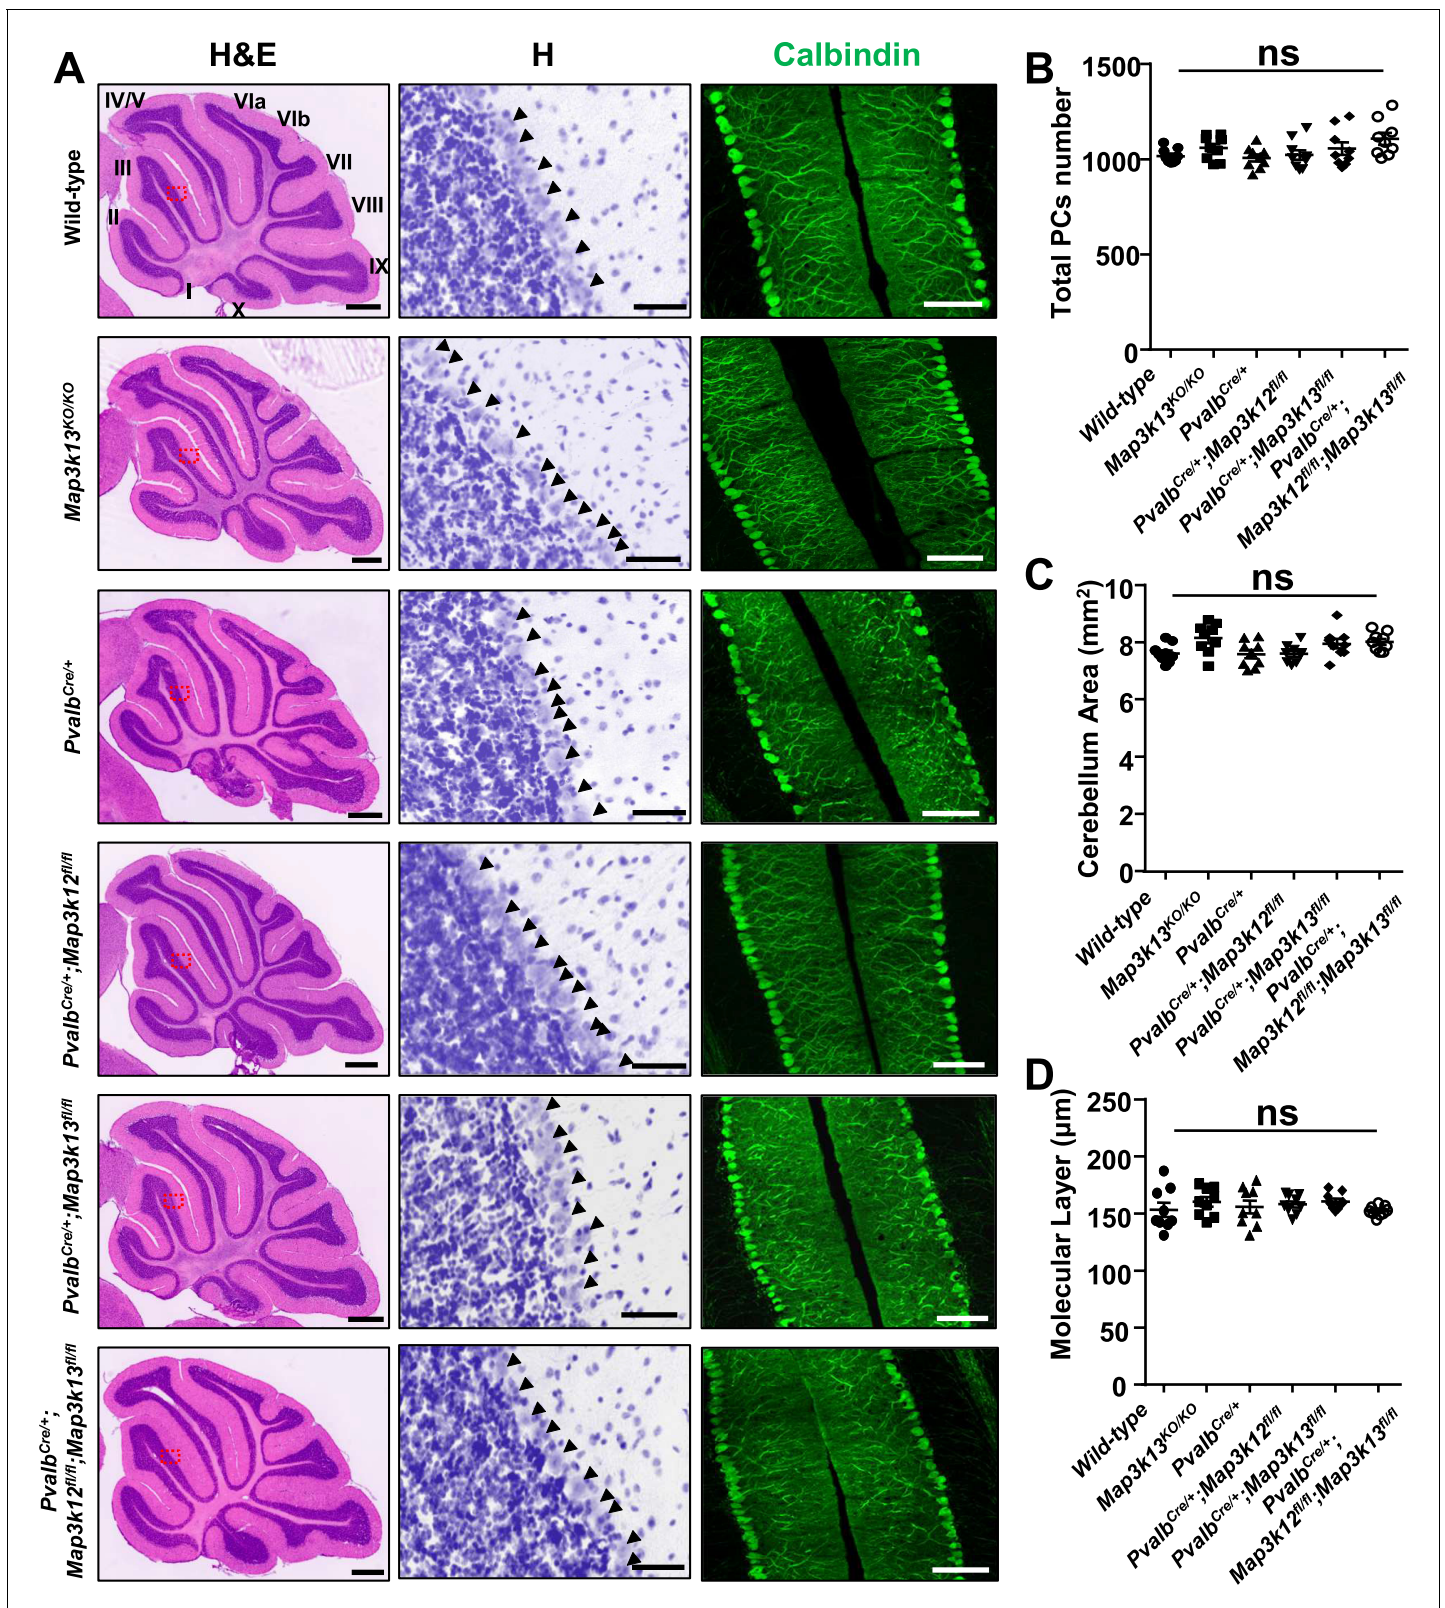 A
H&E
H
Calbindin
Wild-type
IV/V
VIa
VIb
III
VII
II
VIII
IX
I
X
Map3k13KO/KO
PvalbCre/+
PvalbCre/+;Map3k12fl/fl
PvalbCre/+;Map3k13fl/fl
PvalbCre/+;
Map3k12fl/fl;Map3k13fl/fl
B
ns
Total PCs number
1500
1000
500
0
Wild-type
Map3k13KO/KO
PvalbCre/+
PvalbCre/+;Map3k12fl/fl
PvalbCre/+;Map3k13fl/fl
PvalbCre/+;
Map3k12fl/fl;Map3k13fl/fl
C
ns
Cerebellum Area (mm2)
10
8
6
4
2
0
Wild-type
Map3k13KO/KO
PvalbCre/+
PvalbCre/+;Map3k12fl/fl
PvalbCre/+;Map3k13fl/fl
PvalbCre/+;
Map3k12fl/fl;Map3k13fl/fl
D
ns
Molecular Layer (μm)
250
200
150
100
50
0
Wild-type
Map3k13KO/KO
PvalbCre/+
PvalbCre/+;Map3k12fl/fl
PvalbCre/+;Map3k13fl/fl
PvalbCre/+;
Map3k12fl/fl;Map3k13fl/fl